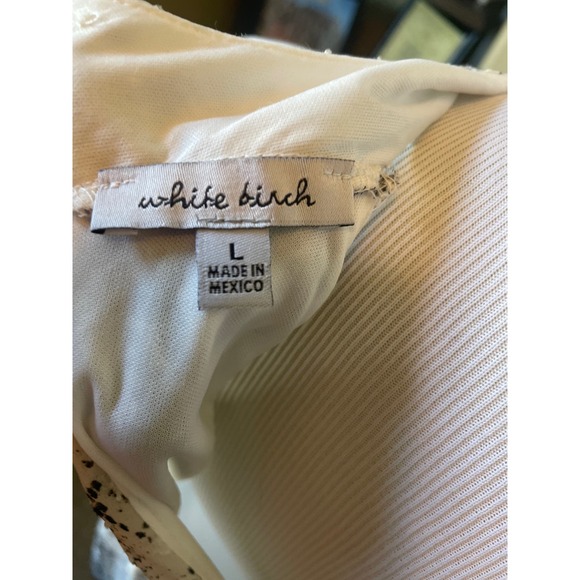 white birch
L
MADE IN
MEXICO